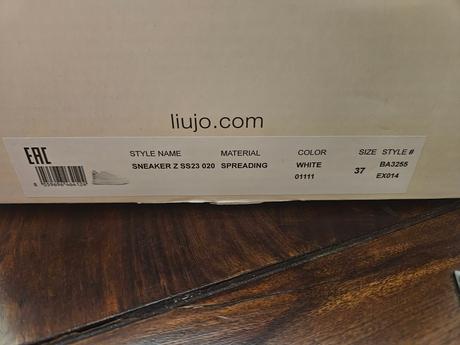 liujo.com
EAC
STYLE NAME MATERIAL COLOR SIZE STYLE #
SNEAKER Z SS23 020 SPREADING WHITE 37 BA3255
01111 EX014